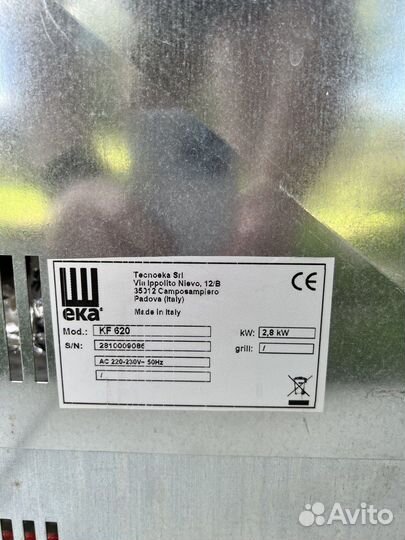 eka®
Tecnoeka Srl
Via Ippolito Nievo, 12/B
35012 Camposampiero
Padova (Italy)
Made in Italy
CE
Mod.: KF 620
kW: 2,8 kW
S/N: 2810009086
grill: /
AC 220-230V~ 50Hz
/
Avito